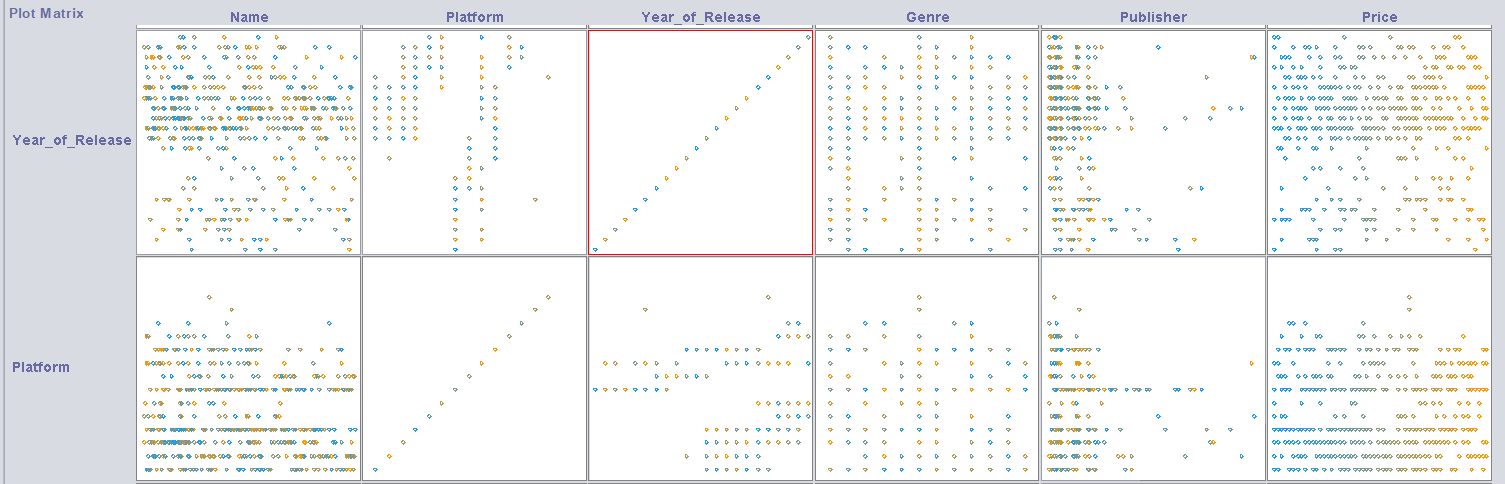 Plot Matrix
Name Platform Year_of_Release Genre Publisher Price
Year_of_Release
Platform